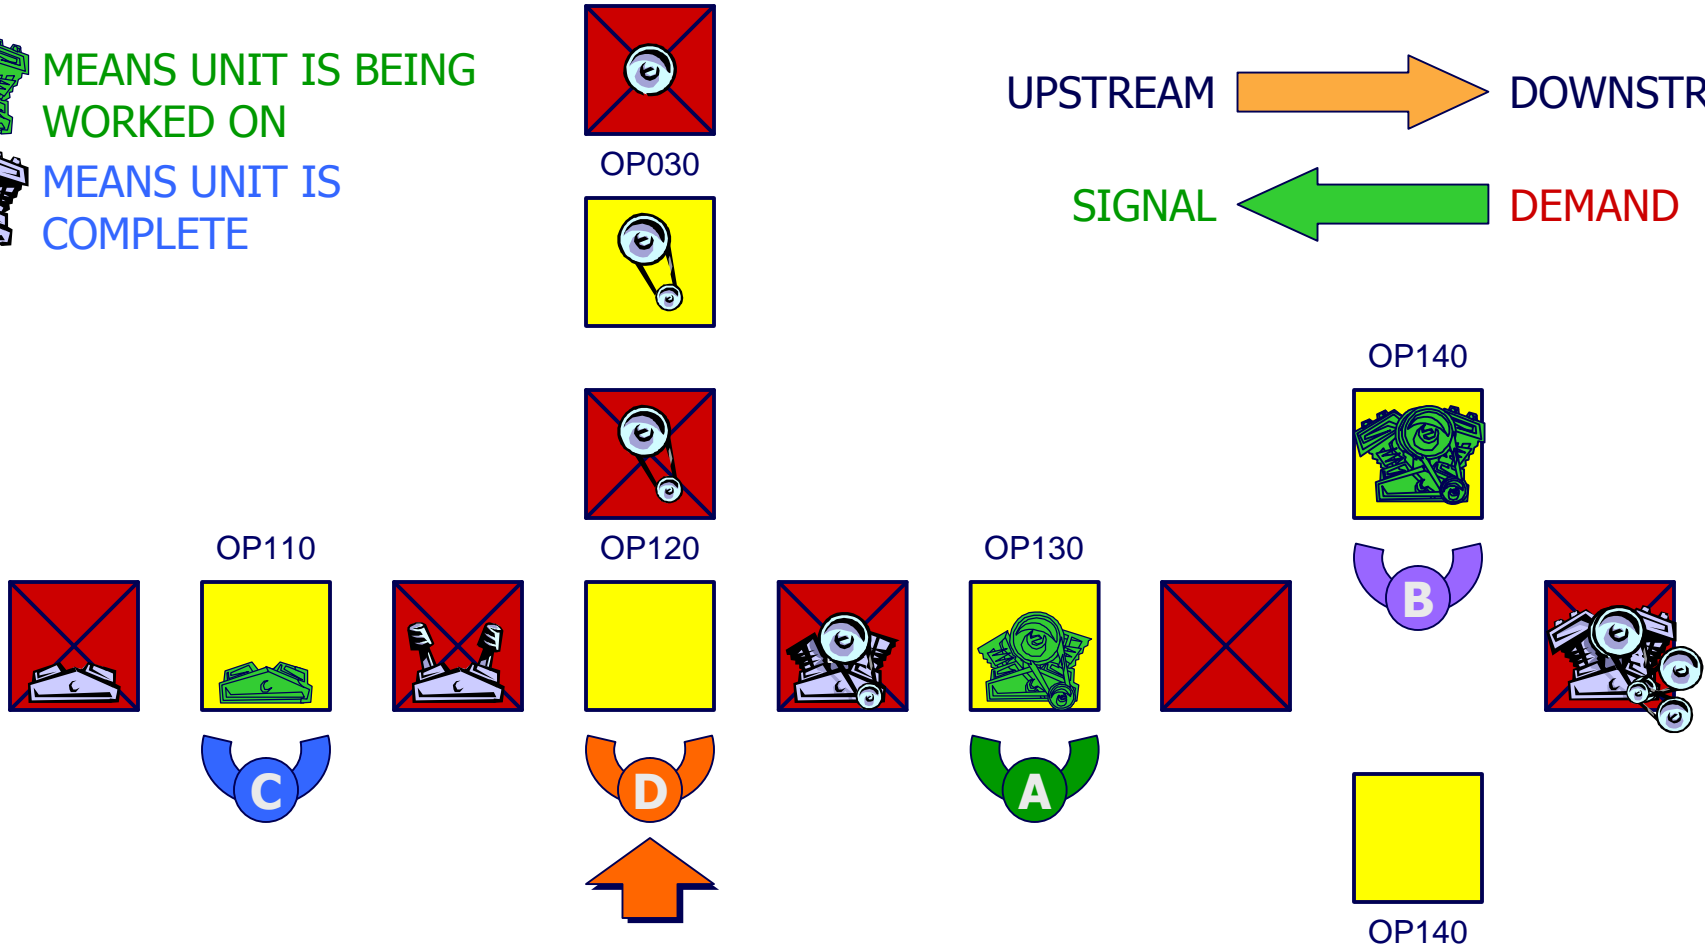 MEANS UNIT IS BEING
WORKED ON
MEANS UNIT IS
COMPLETE
OP030
UPSTREAM DOWNSTR
SIGNAL DEMAND
OP140
OP110 OP120 OP130
B
C D A
OP140